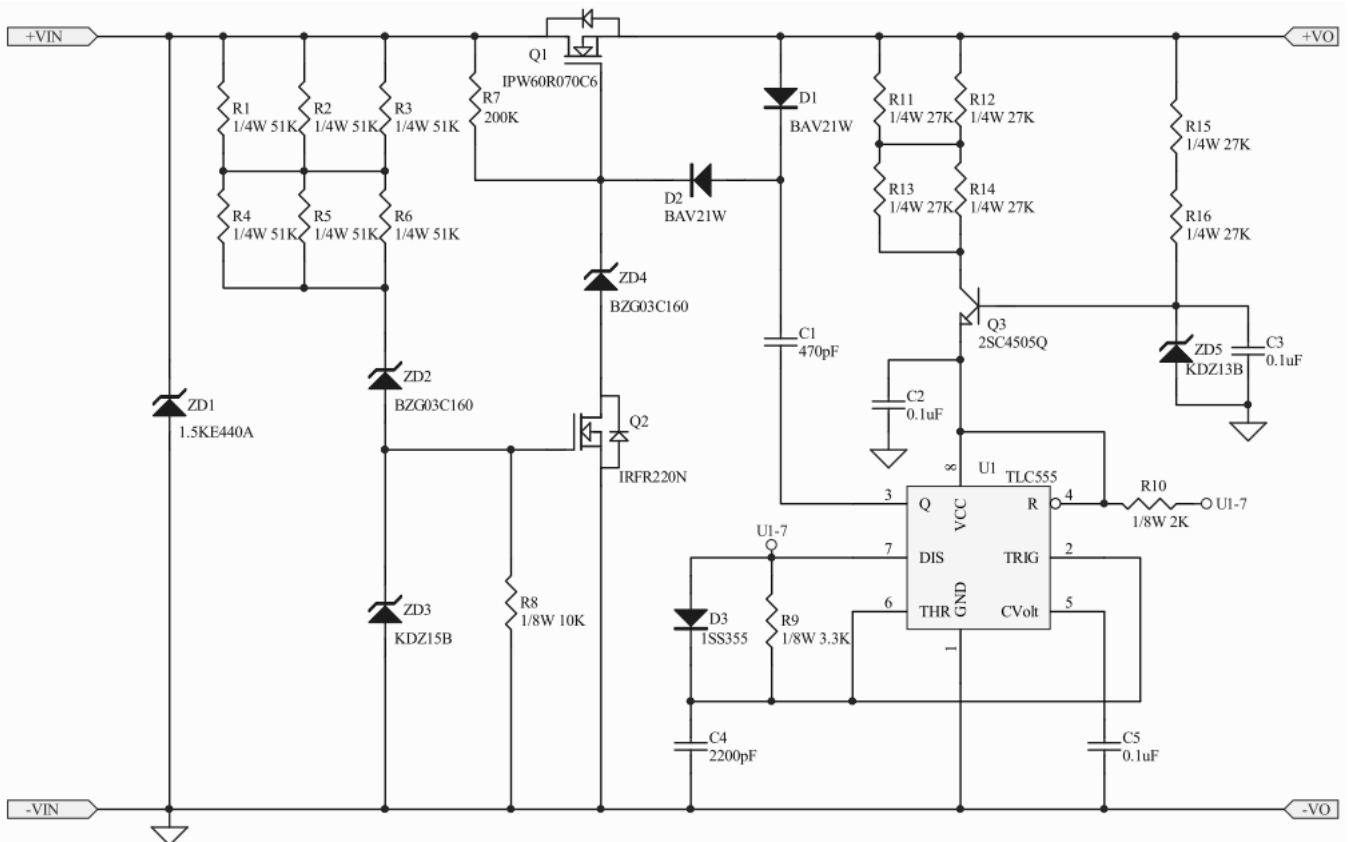 +VIN
+VO
Q1
IPW60R070C6
R1
1/4W 51K
R2
1/4W 51K
R3
1/4W 51K
R7
200K
D1
BAV21W
R11
1/4W 27K
R12
1/4W 27K
R15
1/4W 27K
R4
1/4W 51K
R5
1/4W 51K
R6
1/4W 51K
D2
BAV21W
R13
1/4W 27K
R14
1/4W 27K
R16
1/4W 27K
ZD4
BZG03C160
C1
470pF
Q3
2SC4505Q
ZD5
KDZ13B
C3
0.1uF
ZD2
BZG03C160
ZD1
1.5KE440A
C2
0.1uF
Q2
IRFR220N
8
U1
TLC555
3
Q
VCC
R
4
R10
1/8W 2K
U1-7
U1-7
7
DIS
TRIG
2
6
THR
GND
CVolt
5
1
ZD3
KDZ15B
R8
1/8W 10K
D3
1SS355
R9
1/8W 3.3K
C4
2200pF
C5
0.1uF
-VIN
-VO